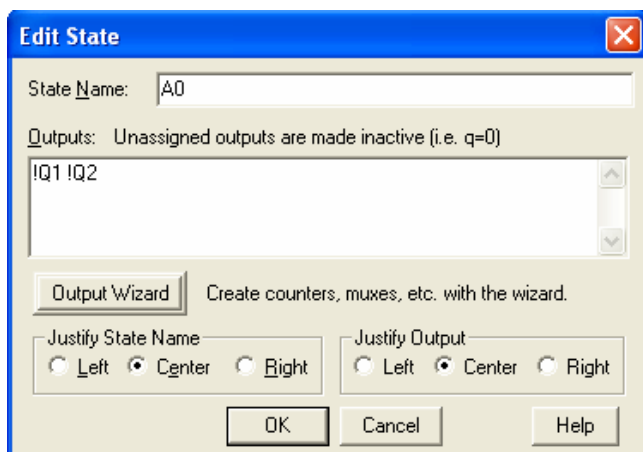 Edit State
State Name: A0
Outputs: Unassigned outputs are made inactive (i.e. q=0)
!Q1 !Q2
Output Wizard Create counters, muxes, etc. with the wizard.
Justify State Name Justify Output
Left Center Right Left Center Right
OK Cancel Help